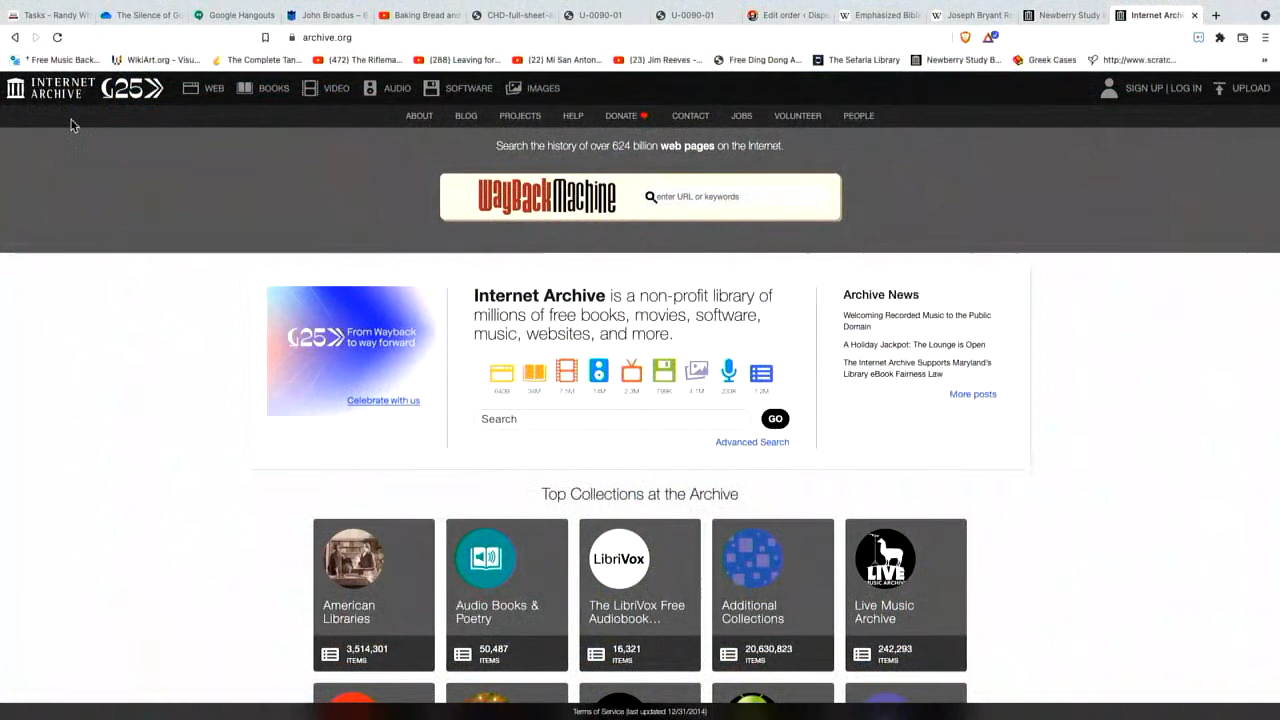 Tasks - Randy W
The Silence of G
Google Hangouts
John Broadus – B
Baking Bread and
CHD-full-sheet-
U-0090-01
U-0090-01
Edit order ‹ Disp
Emphasized Bibl
Joseph Bryant R
Newberry Study
Internet Arc
archive.org
† Free Music Back...
WikiArt.org - Visu...
The Complete Tan...
(472) The Riflema...
(288) Leaving for...
(22) Mi San Anton...
(23) Jim Reeves -...
Free Ding Dong A...
The Sefaria Library
Newberry Study B...
Greek Cases
http://www.scratc...
INTERNET ARCHIVE
WEB
BOOKS
VIDEO
AUDIO
SOFTWARE
IMAGES
SIGN UP | LOG IN
UPLOAD
ABOUT
BLOG
PROJECTS
HELP
DONATE
CONTACT
JOBS
VOLUNTEER
PEOPLE
Search the history of over 624 billion web pages on the Internet.
WayBackMachine
enter URL or keywords
25
From Wayback
to way forward
Celebrate with us
Internet Archive is a non-profit library of
millions of free books, movies, software,
music, websites, and more.
Search
GO
Advanced Search
Archive News
Welcoming Recorded Music to the Public
Domain
A Holiday Jackpot: The Lounge is Open
The Internet Archive Supports Maryland's
Library eBook Fairness Law
More posts
Top Collections at the Archive
American
Libraries
3,514,301
ITEMS
Audio Books &
Poetry
50,487
ITEMS
LibriVox
The LibriVox Free
Audiobook...
16,321
ITEMS
Additional
Collections
20,630,823
ITEMS
LIVE
MUSIC ARCHIVE
Live Music
Archive
242,293
ITEMS
Terms of Service (last updated 12/31/2014)